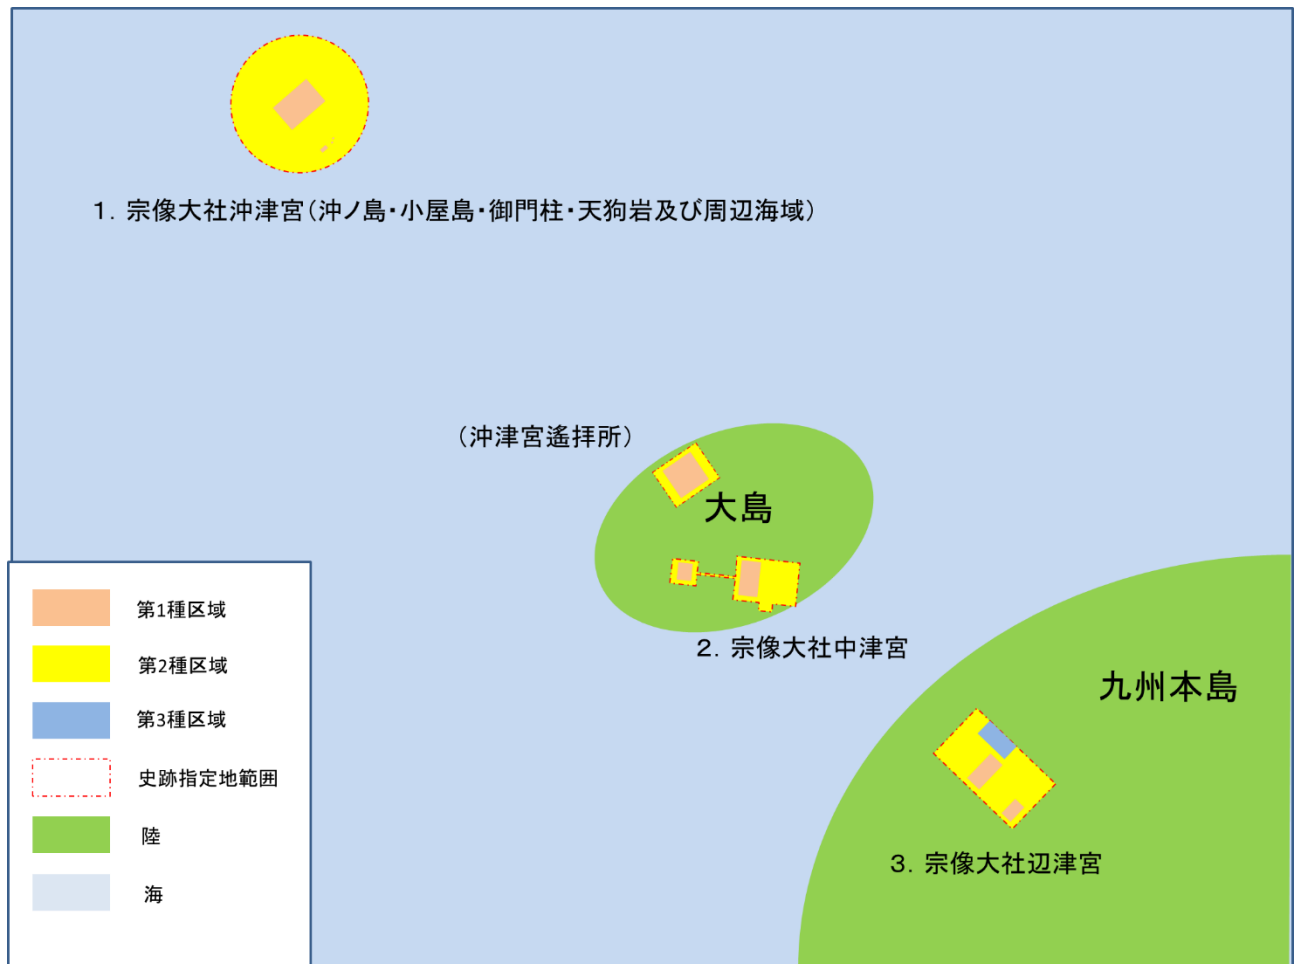 1. 宗像大社沖津宮(沖ノ島・小屋島・御門柱・天狗岩及び周辺海域)
(沖津宮遙拝所)
大島
2. 宗像大社中津宮
九州本島
3. 宗像大社辺津宮
第1種区域
第2種区域
第3種区域
史跡指定地範囲
陸
海